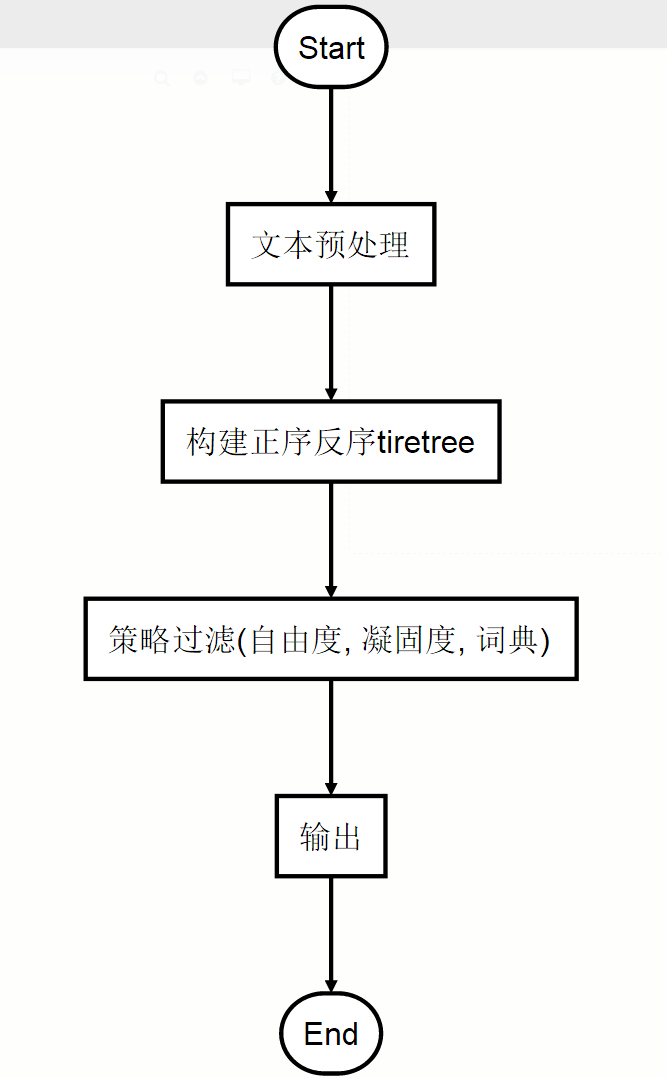 Start
文本预处理
构建正序反序tiretree
策略过滤(自由度, 凝固度, 词典)
输出
End